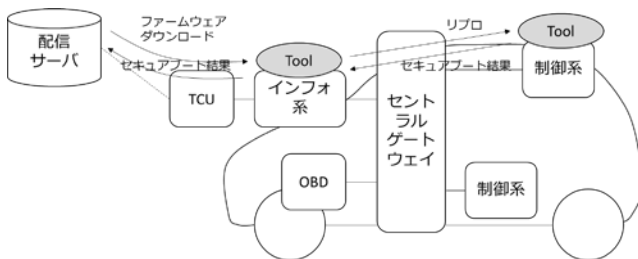 配信
サーバ
ファームウェア
ダウンロード
セキュアブート結果
TCU
Tool
インフォ
系
リプロ
セキュアブート結果
セント
ラル
ゲート
ウェイ
Tool
制御系
OBD
制御系